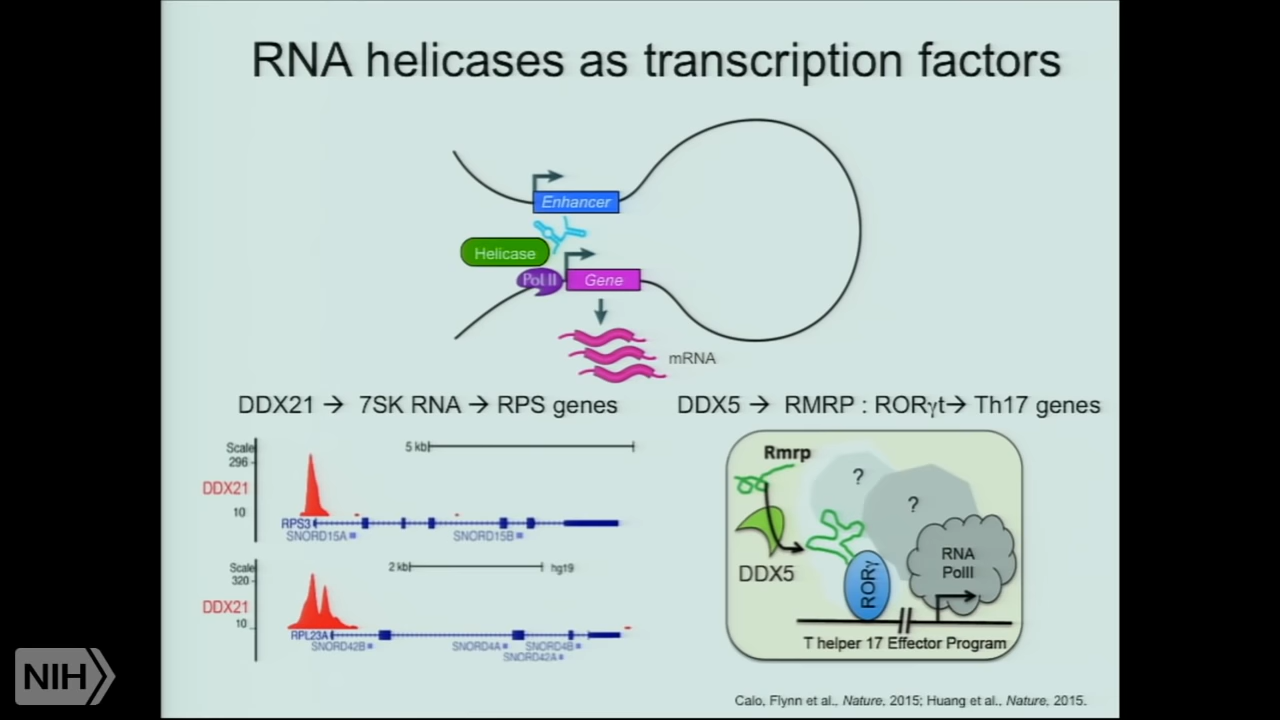 RNA helicases as transcription factors
Enhancer
Helicase
Pol II
Gene
mRNA
DDX21 → 7SK RNA → RPS genes
DDX5 → RMRP : RORγt → Th17 genes
Scale
5 kb
296
DDX21
10
RPS3
SNORD15A
SNORD15B
Scale
2 kb
hg19
320
DDX21
10
RPL23A
SNORD42B
SNORD4A
SNORD4B
SNORD42A
Rmrp
?
?
DDX5
RORγ
RNA
PolII
T helper 17 Effector Program
Calo, Flynn et al., Nature, 2015; Huang et al., Nature, 2015.
NIH